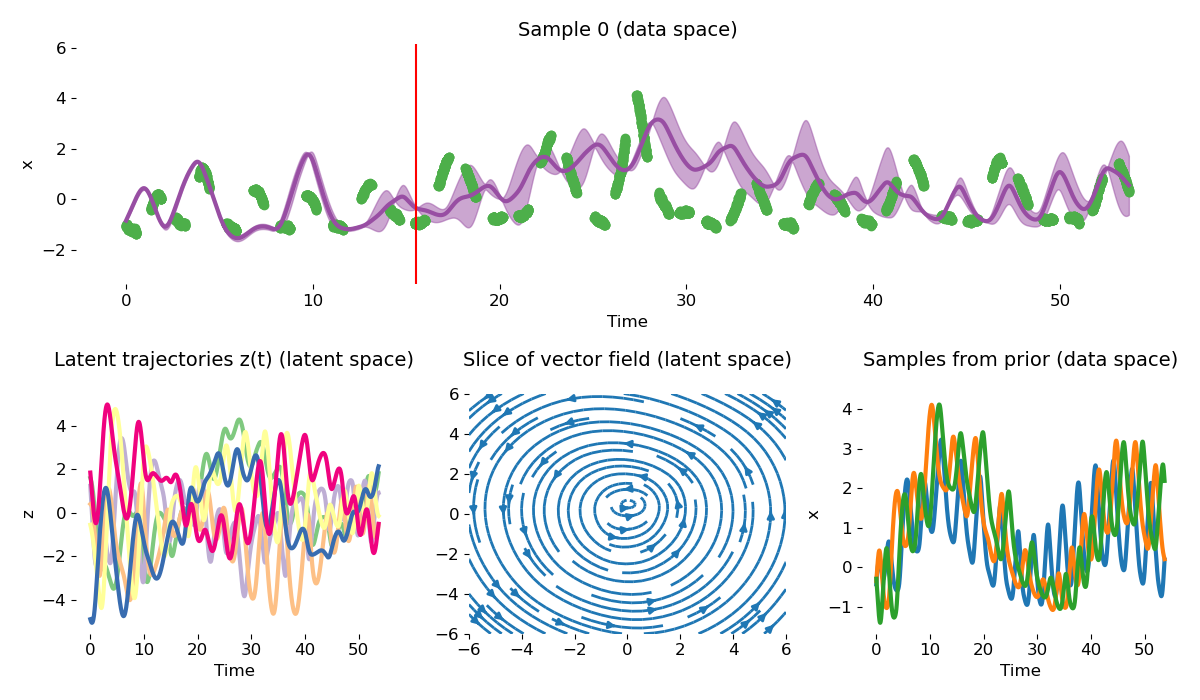 Sample 0 (data space)
6
4
2
0
−2
x
0 10 20 30 40 50
Time
Latent trajectories z(t) (latent space)
4
2
0
−2
−4
z
0 10 20 30 40 50
Time
Slice of vector field (latent space)
6
4
2
0
−2
−4
−6
−6 −4 −2 0 2 4 6
Samples from prior (data space)
4
3
2
1
0
−1
x
0 10 20 30 40 50
Time